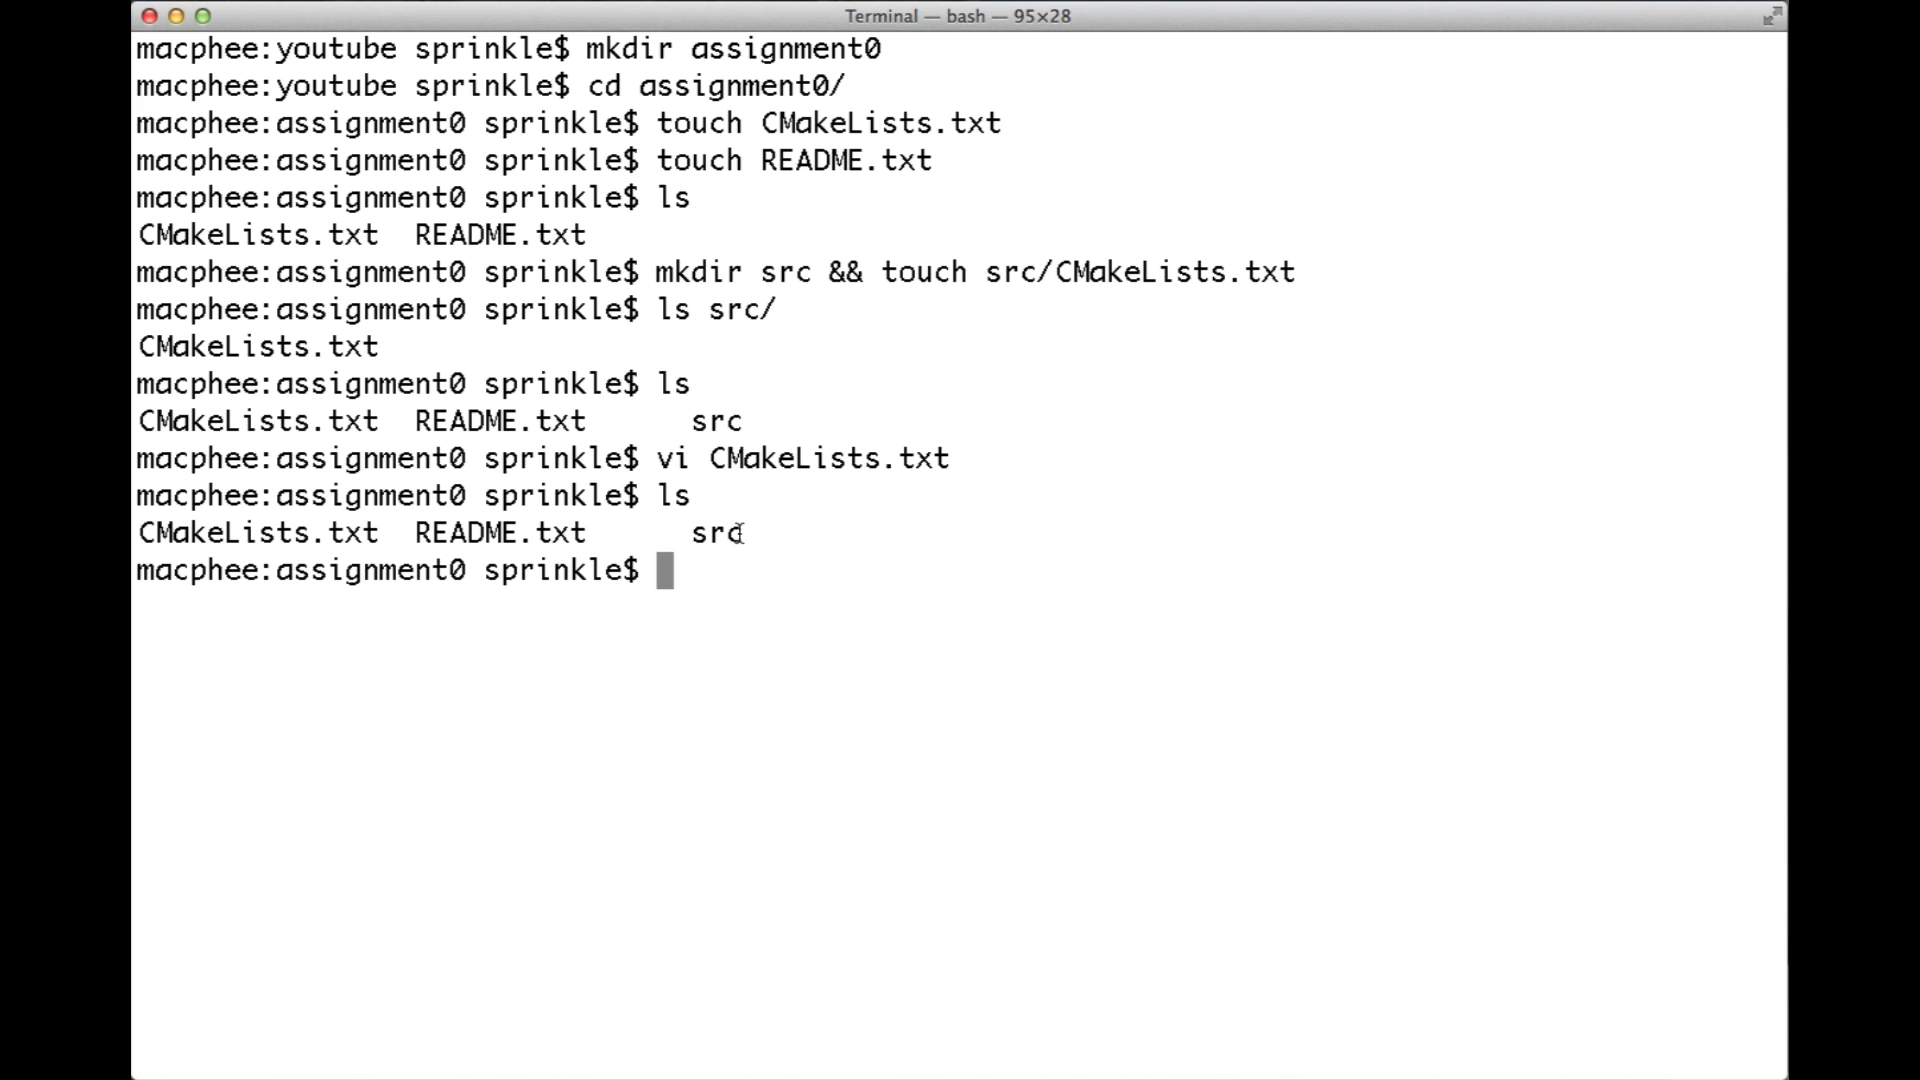 Terminal — bash — 95×28
macphee:youtube sprinkle$ mkdir assignment0
macphee:youtube sprinkle$ cd assignment0/
macphee:assignment0 sprinkle$ touch CMakeLists.txt
macphee:assignment0 sprinkle$ touch README.txt
macphee:assignment0 sprinkle$ ls
CMakeLists.txt  README.txt
macphee:assignment0 sprinkle$ mkdir src && touch src/CMakeLists.txt
macphee:assignment0 sprinkle$ ls src/
CMakeLists.txt
macphee:assignment0 sprinkle$ ls
CMakeLists.txt  README.txt      src
macphee:assignment0 sprinkle$ vi CMakeLists.txt
macphee:assignment0 sprinkle$ ls
CMakeLists.txt  README.txt      src
macphee:assignment0 sprinkle$